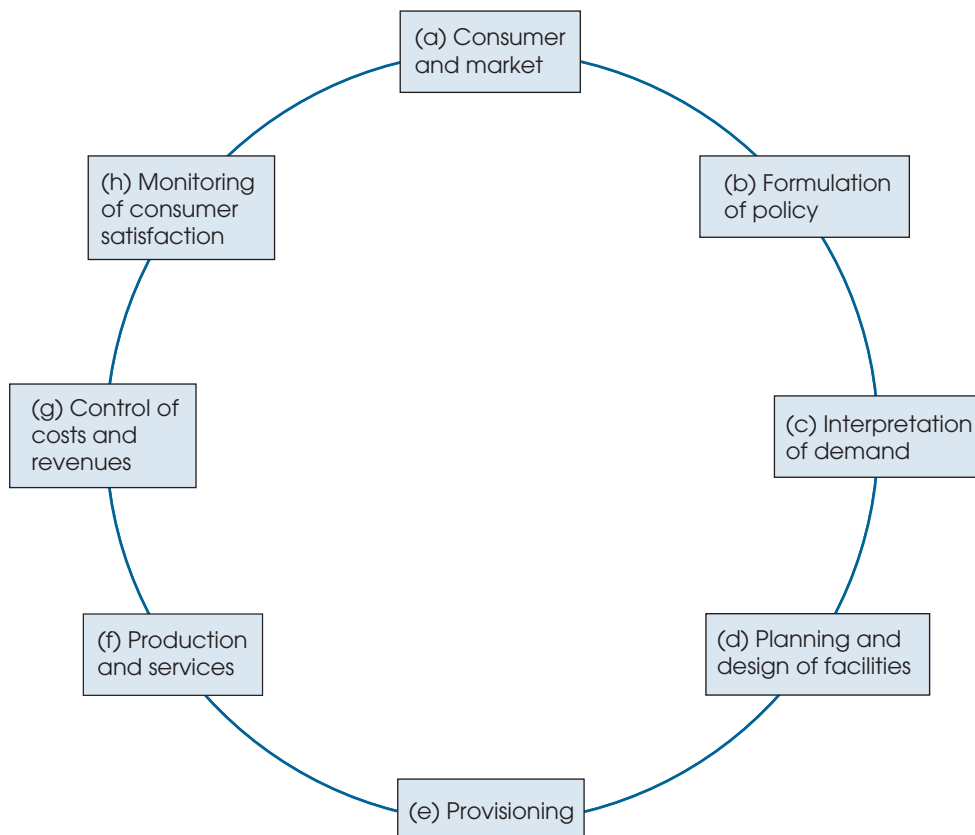 (a) Consumer
and market
(b) Formulation
of policy
(c) Interpretation
of demand
(d) Planning and
design of facilities
(e) Provisioning
(f) Production
and services
(g) Control of
costs and
revenues
(h) Monitoring
of consumer
satisfaction